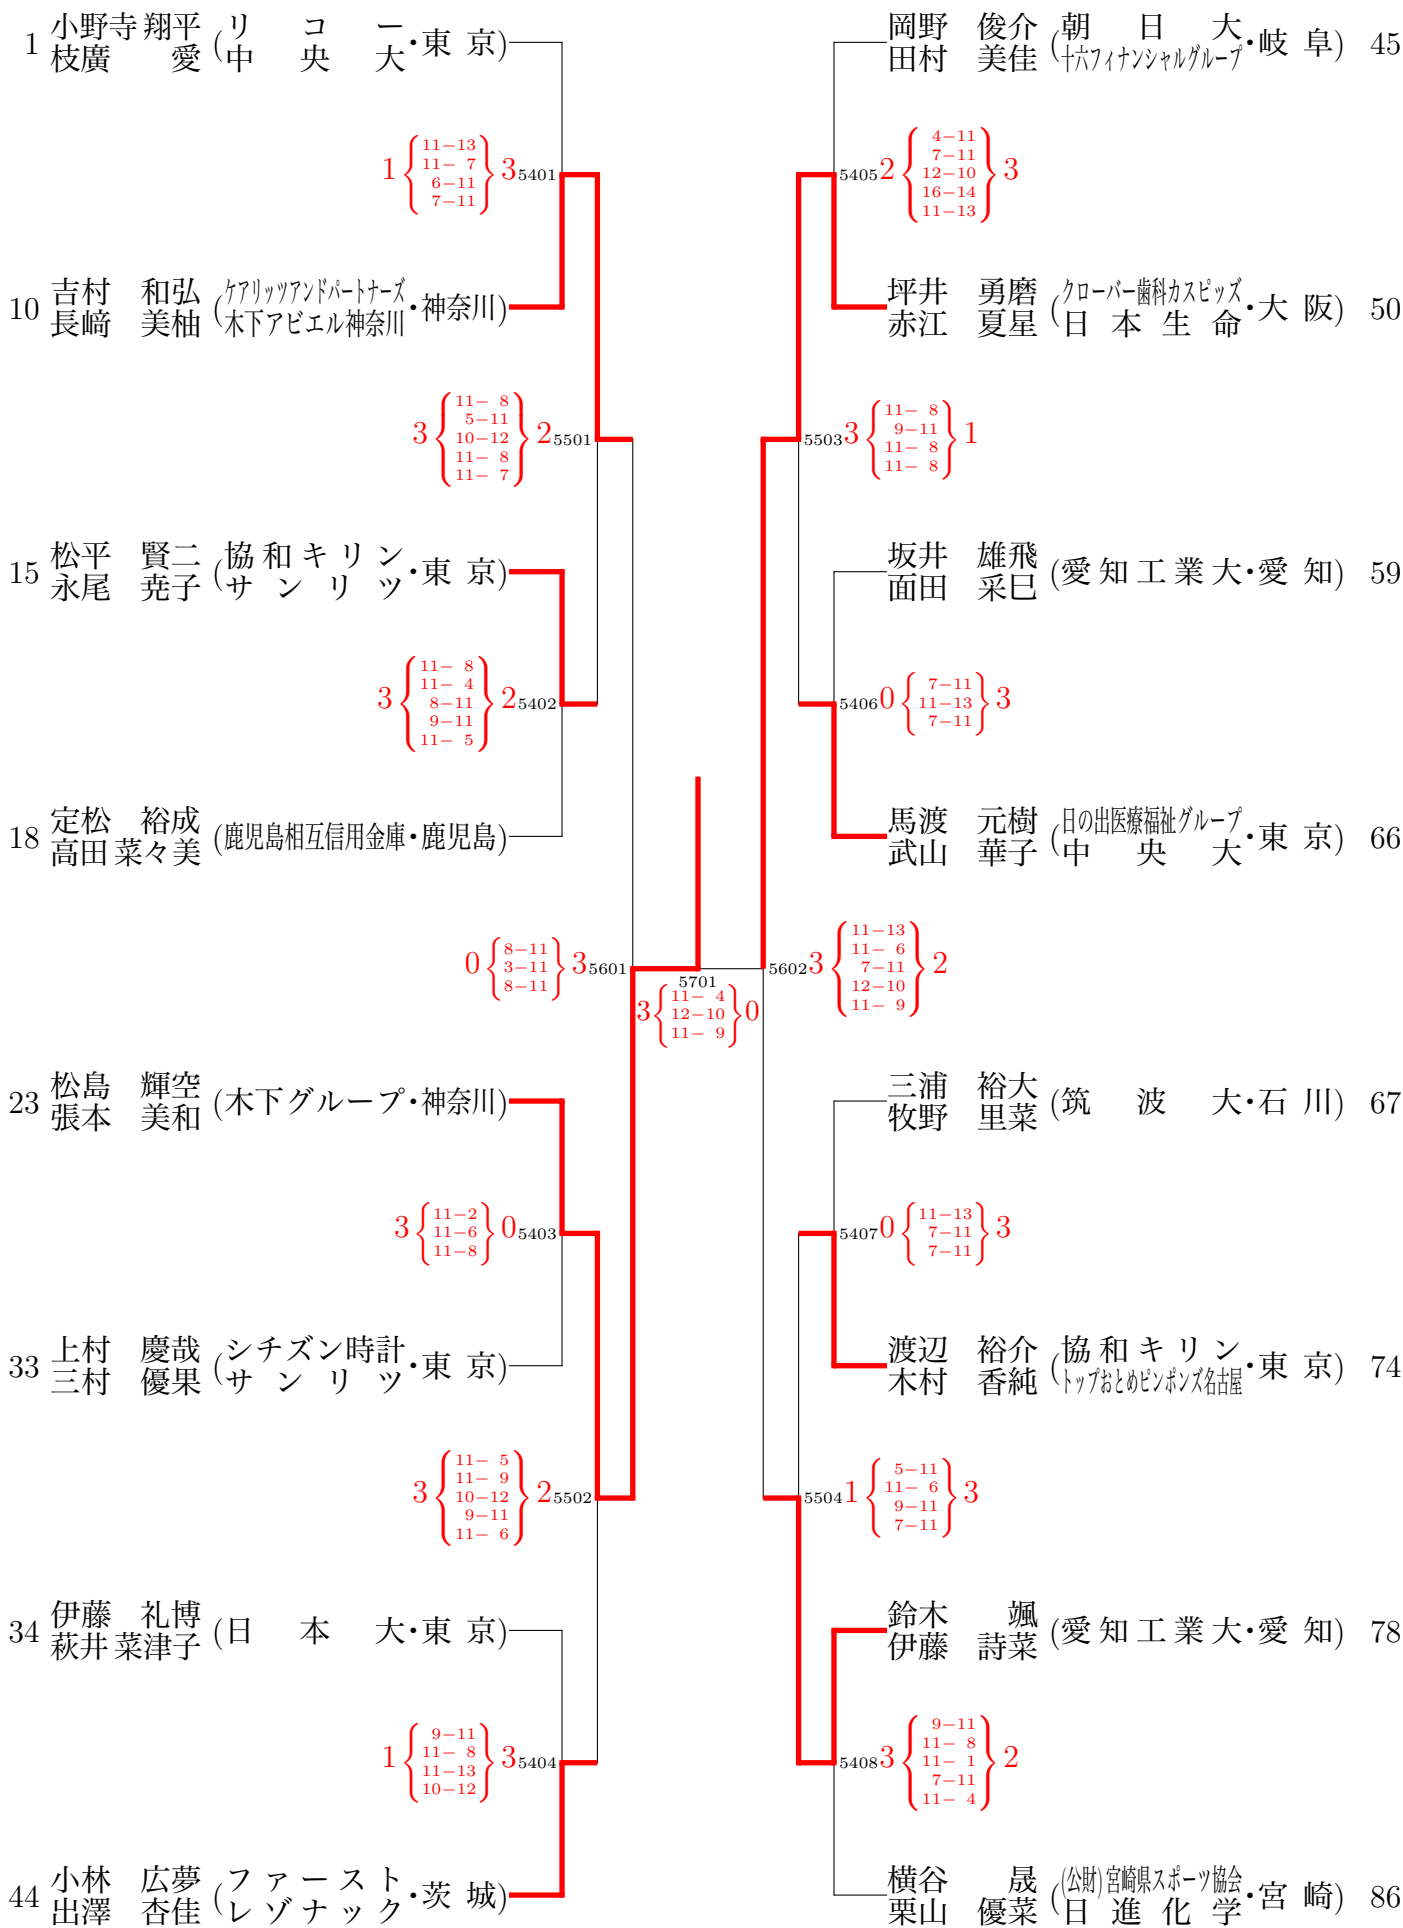 1 小野寺 翔平 (リコー・東京)
枝廣 愛 (中央大・東京)
1 { 11-13 } 3 5401
11- 7
6-11
7-11
10 吉村 和弘 (ケアリッツアンドパートナーズ・神奈川)
長﨑 美柚 (木下アビエル神奈川・神奈川)
3 { 11- 8 } 2 5501
5-11
10-12
11- 8
11- 7
15 松平 賢二 (協和キリン・東京)
永尾 尭子 (サンリツ・東京)
3 { 11- 8 } 2 5402
11- 4
8-11
9-11
11- 5
18 定松 裕成 (鹿児島相互信用金庫・鹿児島)
高田 菜々美
0 { 8-11 } 3 5601
3-11
8-11
23 松島 輝空 (木下グループ・神奈川)
張本 美和
3 { 11-2 } 0 5403
11-6
11-8
33 上村 慶哉 (シチズン時計・東京)
三村 優果 (サンリツ・東京)
3 { 11- 5 } 2 5502
11- 9
10-12
9-11
11- 6
34 伊藤 礼博 (日本大・東京)
萩井 菜津子
1 { 9-11 } 3 5404
11- 8
11-13
10-12
44 小林 広夢 (ファースト・茨城)
出澤 杏佳 (レゾナック・茨城)
5701
3 { 11- 4 } 0
12-10
11- 9
岡野 俊介 (朝日大・岐阜) 45
田村 美佳 (十六フィナンシャルグループ・岐阜)
5405 2 { 4-11 } 3
7-11
12-10
16-14
11-13
坪井 勇磨 (クローバー歯科カスピッズ・大阪) 50
赤江 夏星 (日本生命・大阪)
5503 3 { 11- 8 } 1
9-11
11- 8
11- 8
坂井 雄飛 (愛知工業大・愛知) 59
面田 采巳
5406 0 { 7-11 } 3
11-13
7-11
馬渡 元樹 (日の出医療福祉グループ・東京) 66
武山 華子 (中央大・東京)
5602 3 { 11-13 } 2
11- 6
7-11
12-10
11- 9
三浦 裕大 (筑波大・石川) 67
牧野 里菜
5407 0 { 11-13 } 3
7-11
7-11
渡辺 裕介 (協和キリン・東京) 74
木村 香純 (トップおとめピンポンズ名古屋・東京)
5504 1 { 5-11 } 3
11- 6
9-11
7-11
鈴木 颯 (愛知工業大・愛知) 78
伊藤 詩菜
5408 3 { 9-11 } 2
11- 8
11- 1
7-11
11- 4
横谷 晟 ((公財)宮崎県スポーツ協会・宮崎) 86
栗山 優菜 (日進化学・宮崎)